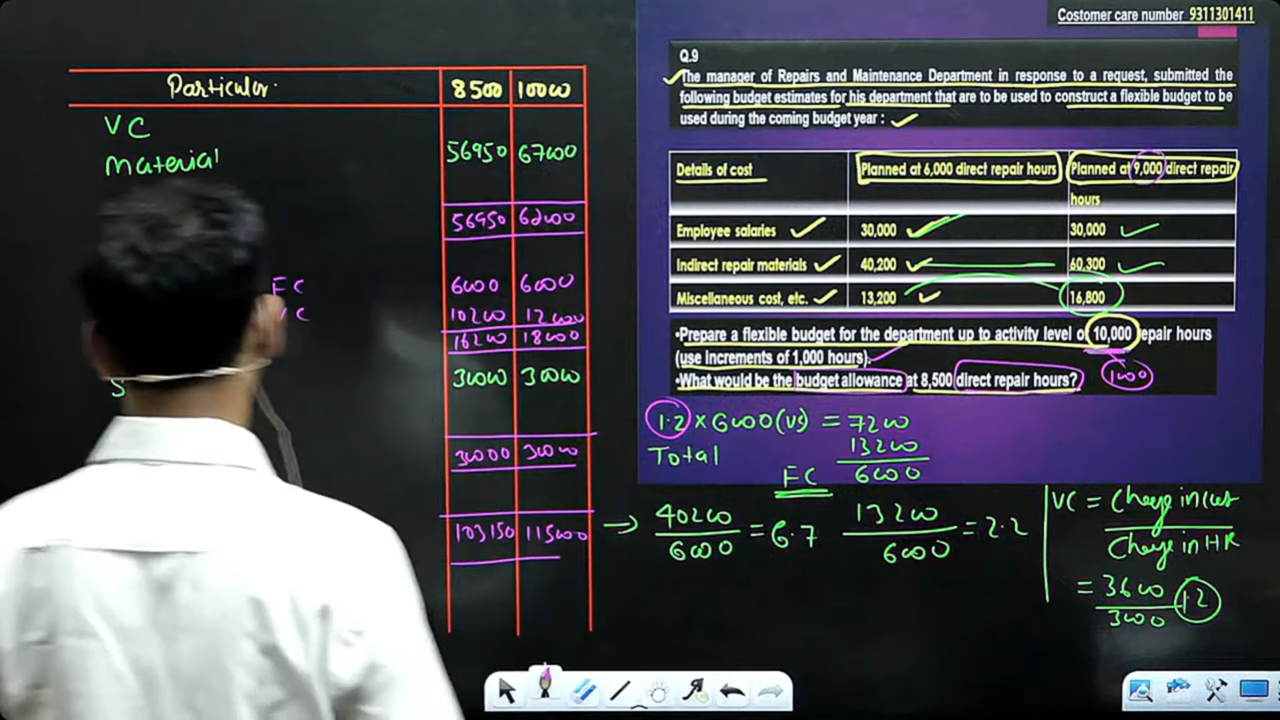 Costomer care number 9311301411
Particular. 8500 10000
VC
Material 56950 67000
56950 62000
FC 6000 6000
C 10200 12000
16200 18000
S 30000 30000
30000 30000
103150 115000
Q.9
The manager of Repairs and Maintenance Department in response to a request, submitted the
following budget estimates for his department that are to be used to construct a flexible budget to be
used during the coming budget year :
Details of cost Planned at 6,000 direct repair hours Planned at 9,000 direct repair
hours
Employee salaries 30,000 30,000
Indirect repair materials 40,200 60,300
Miscellaneous cost, etc. 13,200 16,800
•Prepare a flexible budget for the department up to activity level of 10,000 repair hours
(use increments of 1,000 hours).
•What would be the budget allowance at 8,500 direct repair hours?
1000
1.2 × 6000 (VS) = 7200
Total 13200
FC 6000
→ 40200/6000 = 6.7 13200/6000 = 2.2
VC = Change in cost
Change in HR
= 3600
3000 1.2